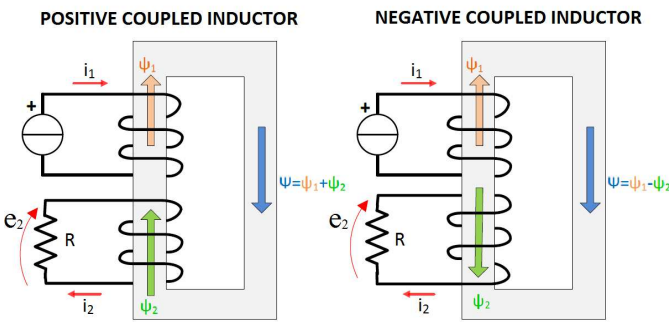 POSITIVE COUPLED INDUCTOR
i₁
ψ₁
+
Ψ=ψ₁+ψ₂
e₂
R
i₂
ψ₂
NEGATIVE COUPLED INDUCTOR
i₁
ψ₁
+
Ψ=ψ₁-ψ₂
e₂
R
i₂
ψ₂